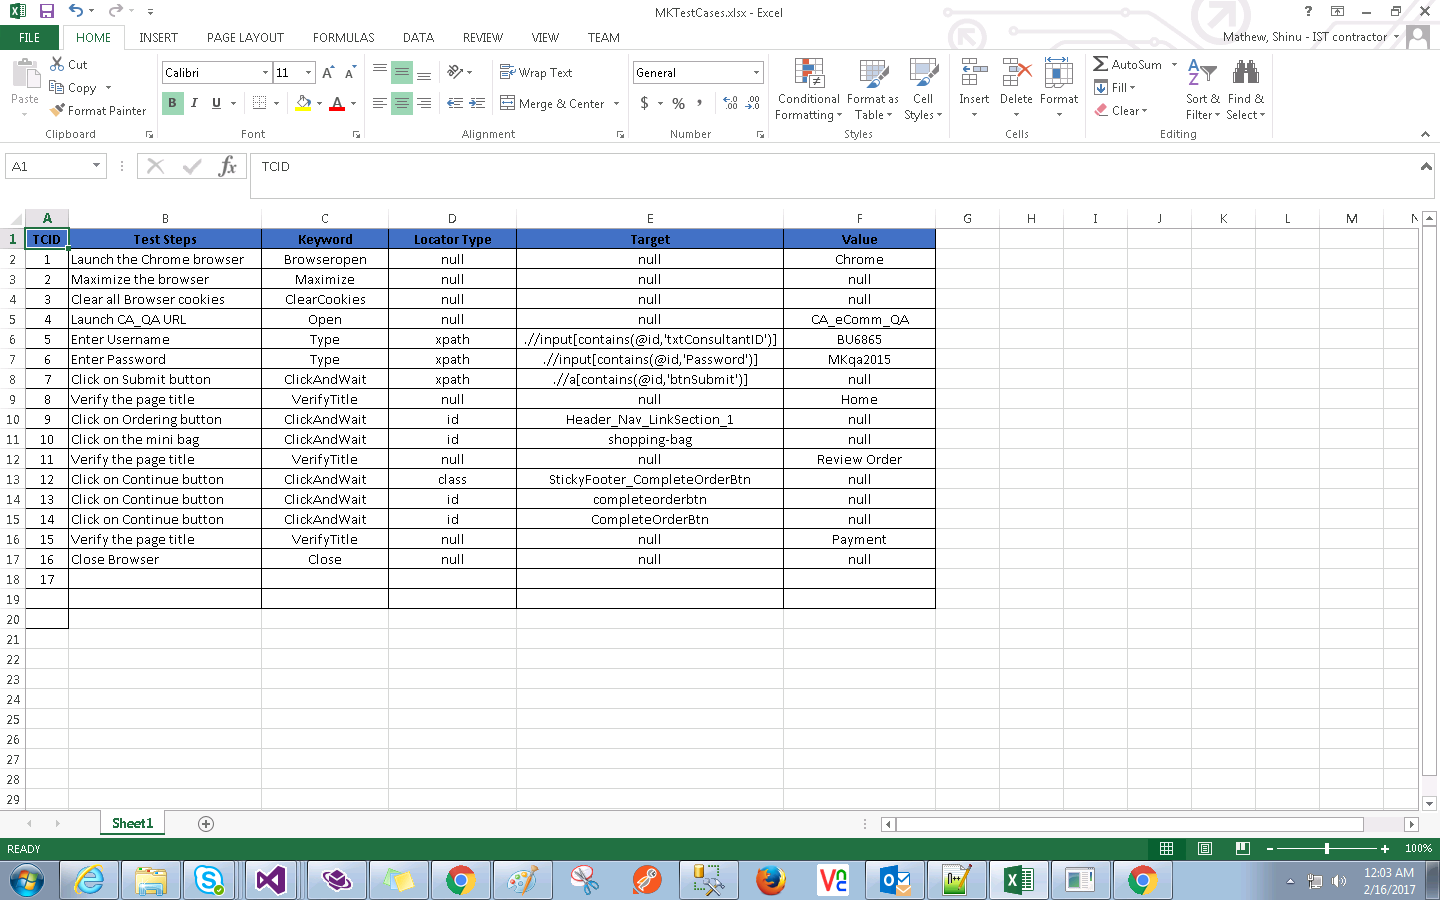 MKTestCases.xlsx - Excel
?
FILE HOME INSERT PAGE LAYOUT FORMULAS DATA REVIEW VIEW TEAM Mathew, Shinu - IST contractor
Paste Cut Calibri 11 A A Wrap Text General Conditional Formatting Format as Table Cell Styles Insert Delete Format AutoSum Sort & Filter Find & Select
Copy Fill
Format Painter B I U A Merge & Center $ % , Clear
Clipboard Font Alignment Number Styles Cells Editing
A1 fx TCID
A B C D E F G H I J K L M N
1 TCID Test Steps Keyword Locator Type Target Value
2 1 Launch the Chrome browser Browseropen null null Chrome
3 2 Maximize the browser Maximize null null null
4 3 Clear all Browser cookies ClearCookies null null null
5 4 Launch CA_QA URL Open null null CA_eComm_QA
6 5 Enter Username Type xpath .//input[contains(@id,'txtConsultantID')] BU6865
7 6 Enter Password Type xpath .//input[contains(@id,'Password')] MKqa2015
8 7 Click on Submit button ClickAndWait xpath .//a[contains(@id,'btnSubmit')] null
9 8 Verify the page title VerifyTitle null null Home
10 9 Click on Ordering button ClickAndWait id Header_Nav_LinkSection_1 null
11 10 Click on the mini bag ClickAndWait id shopping-bag null
12 11 Verify the page title VerifyTitle null null Review Order
13 12 Click on Continue button ClickAndWait class StickyFooter_CompleteOrderBtn null
14 13 Click on Continue button ClickAndWait id completeorderbtn null
15 14 Click on Continue button ClickAndWait id CompleteOrderBtn null
16 15 Verify the page title VerifyTitle null null Payment
17 16 Close Browser Close null null null
18 17
19
20
21
22
23
24
25
26
27
28
29
Sheet1
READY 100%
12:03 AM
2/16/2017